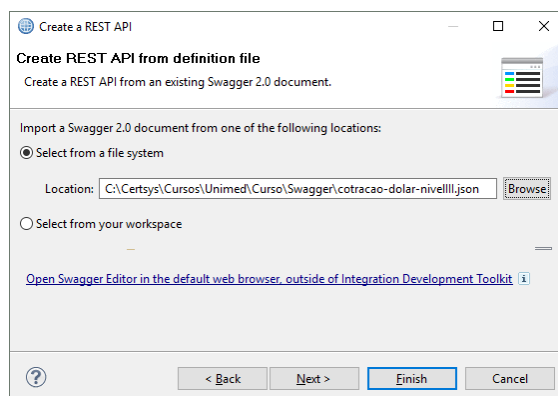 Create a REST API
Create REST API from definition file
Create a REST API from an existing Swagger 2.0 document.
Import a Swagger 2.0 document from one of the following locations:
Select from a file system
Location: C:\Certsys\Cursos\Unimed\Curso\Swagger\cotracao-dolar-nivelIII.json Browse
Select from your workspace
Open Swagger Editor in the default web browser, outside of Integration Development Toolkit
< Back Next > Finish Cancel